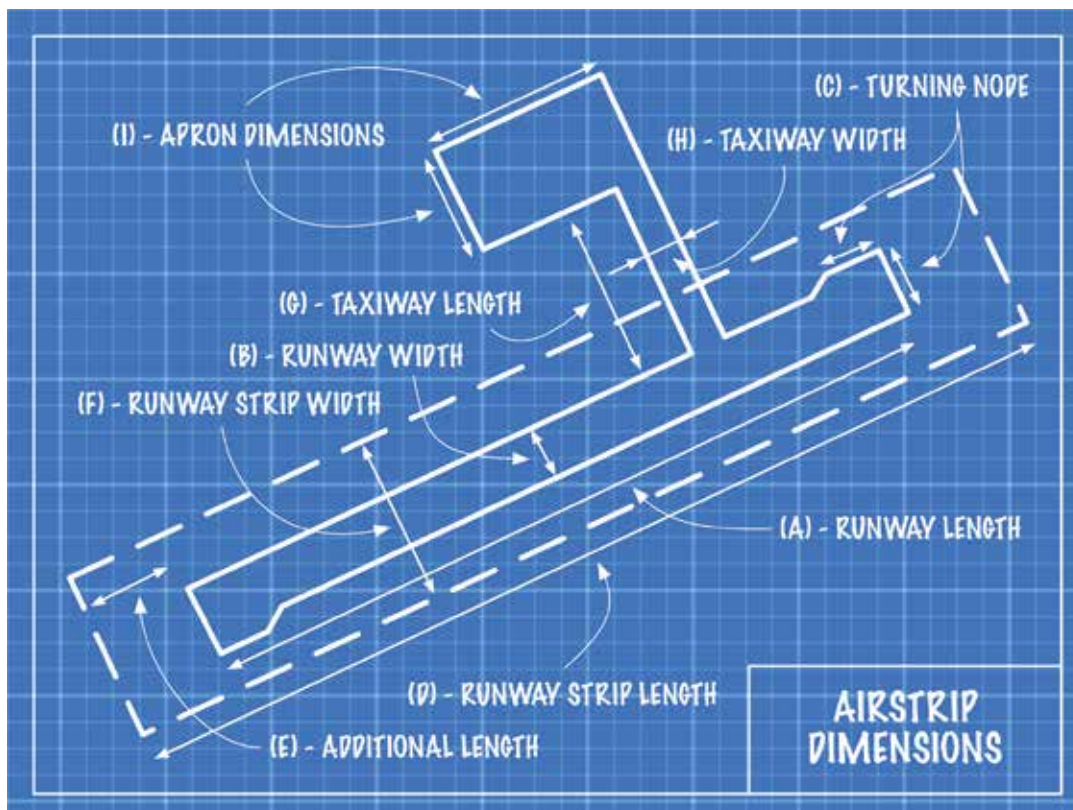 (C) - TURNING NODE
(I) - APRON DIMENSIONS
(H) - TAXIWAY WIDTH
(G) - TAXIWAY LENGTH
(B) - RUNWAY WIDTH
(F) - RUNWAY STRIP WIDTH
(A) - RUNWAY LENGTH
(D) - RUNWAY STRIP LENGTH
(E) - ADDITIONAL LENGTH
AIRSTRIP
DIMENSIONS